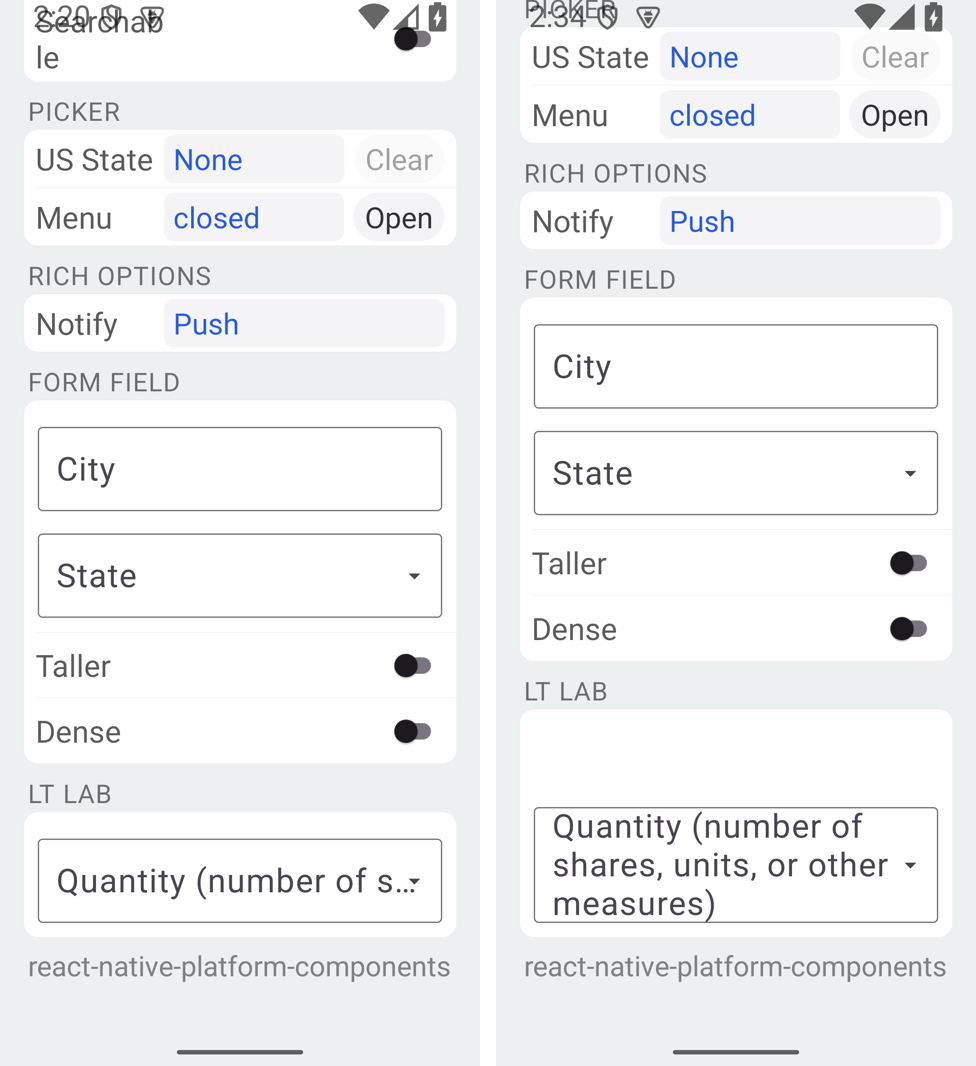 2:20
Searchab
le
PICKER
US State None Clear
Menu closed Open
RICH OPTIONS
Notify Push
FORM FIELD
City
State
Taller
Dense
LT LAB
Quantity (number of s...
react-native-platform-components
PICKER
2:34
US State None Clear
Menu closed Open
RICH OPTIONS
Notify Push
FORM FIELD
City
State
Taller
Dense
LT LAB
Quantity (number of
shares, units, or other
measures)
react-native-platform-components